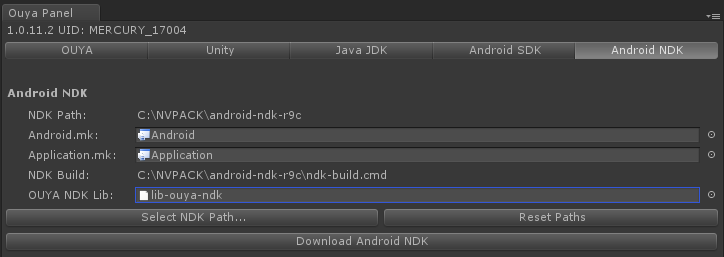 Ouya Panel
1.0.11.2 UID: MERCURY_17004
OUYA Unity Java JDK Android SDK Android NDK
Android NDK
NDK Path: C:\NVPACK\android-ndk-r9c
Android.mk: Android
Application.mk: Application
NDK Build: C:\NVPACK\android-ndk-r9c\ndk-build.cmd
OUYA NDK Lib: lib-ouya-ndk
Select NDK Path... Reset Paths
Download Android NDK